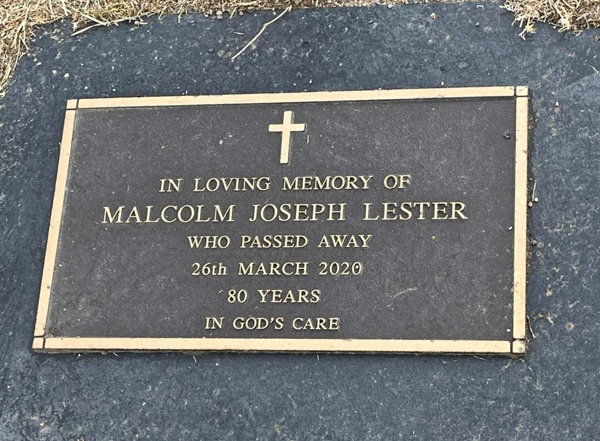 IN LOVING MEMORY OF
MALCOLM JOSEPH LESTER
WHO PASSED AWAY
26th MARCH 2020
80 YEARS
IN GOD'S CARE